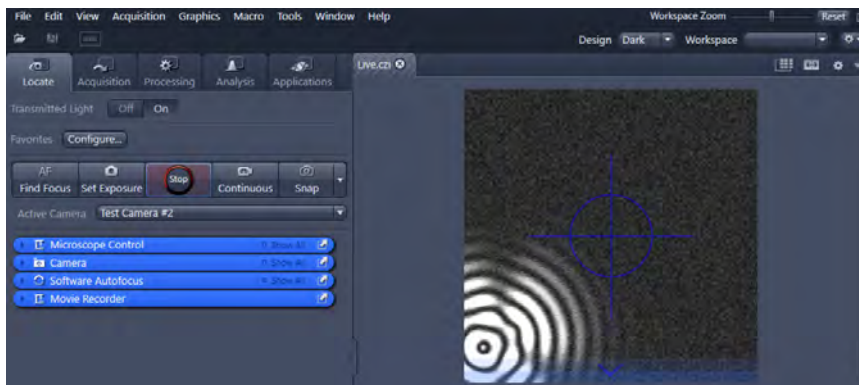 File Edit View Acquisition Graphics Macro Tools Window Help Workspace Zoom Reset
Design Dark Workspace
Locate Acquisition Processing Analysis Applications
Live.czi
Transmitted Light Off On
Favorites Configure...
AF
Find Focus Set Exposure Stop Continuous Snap
Active Camera Test Camera #2
Microscope Control Show All
Camera Show All
Software Autofocus Show All
Movie Recorder